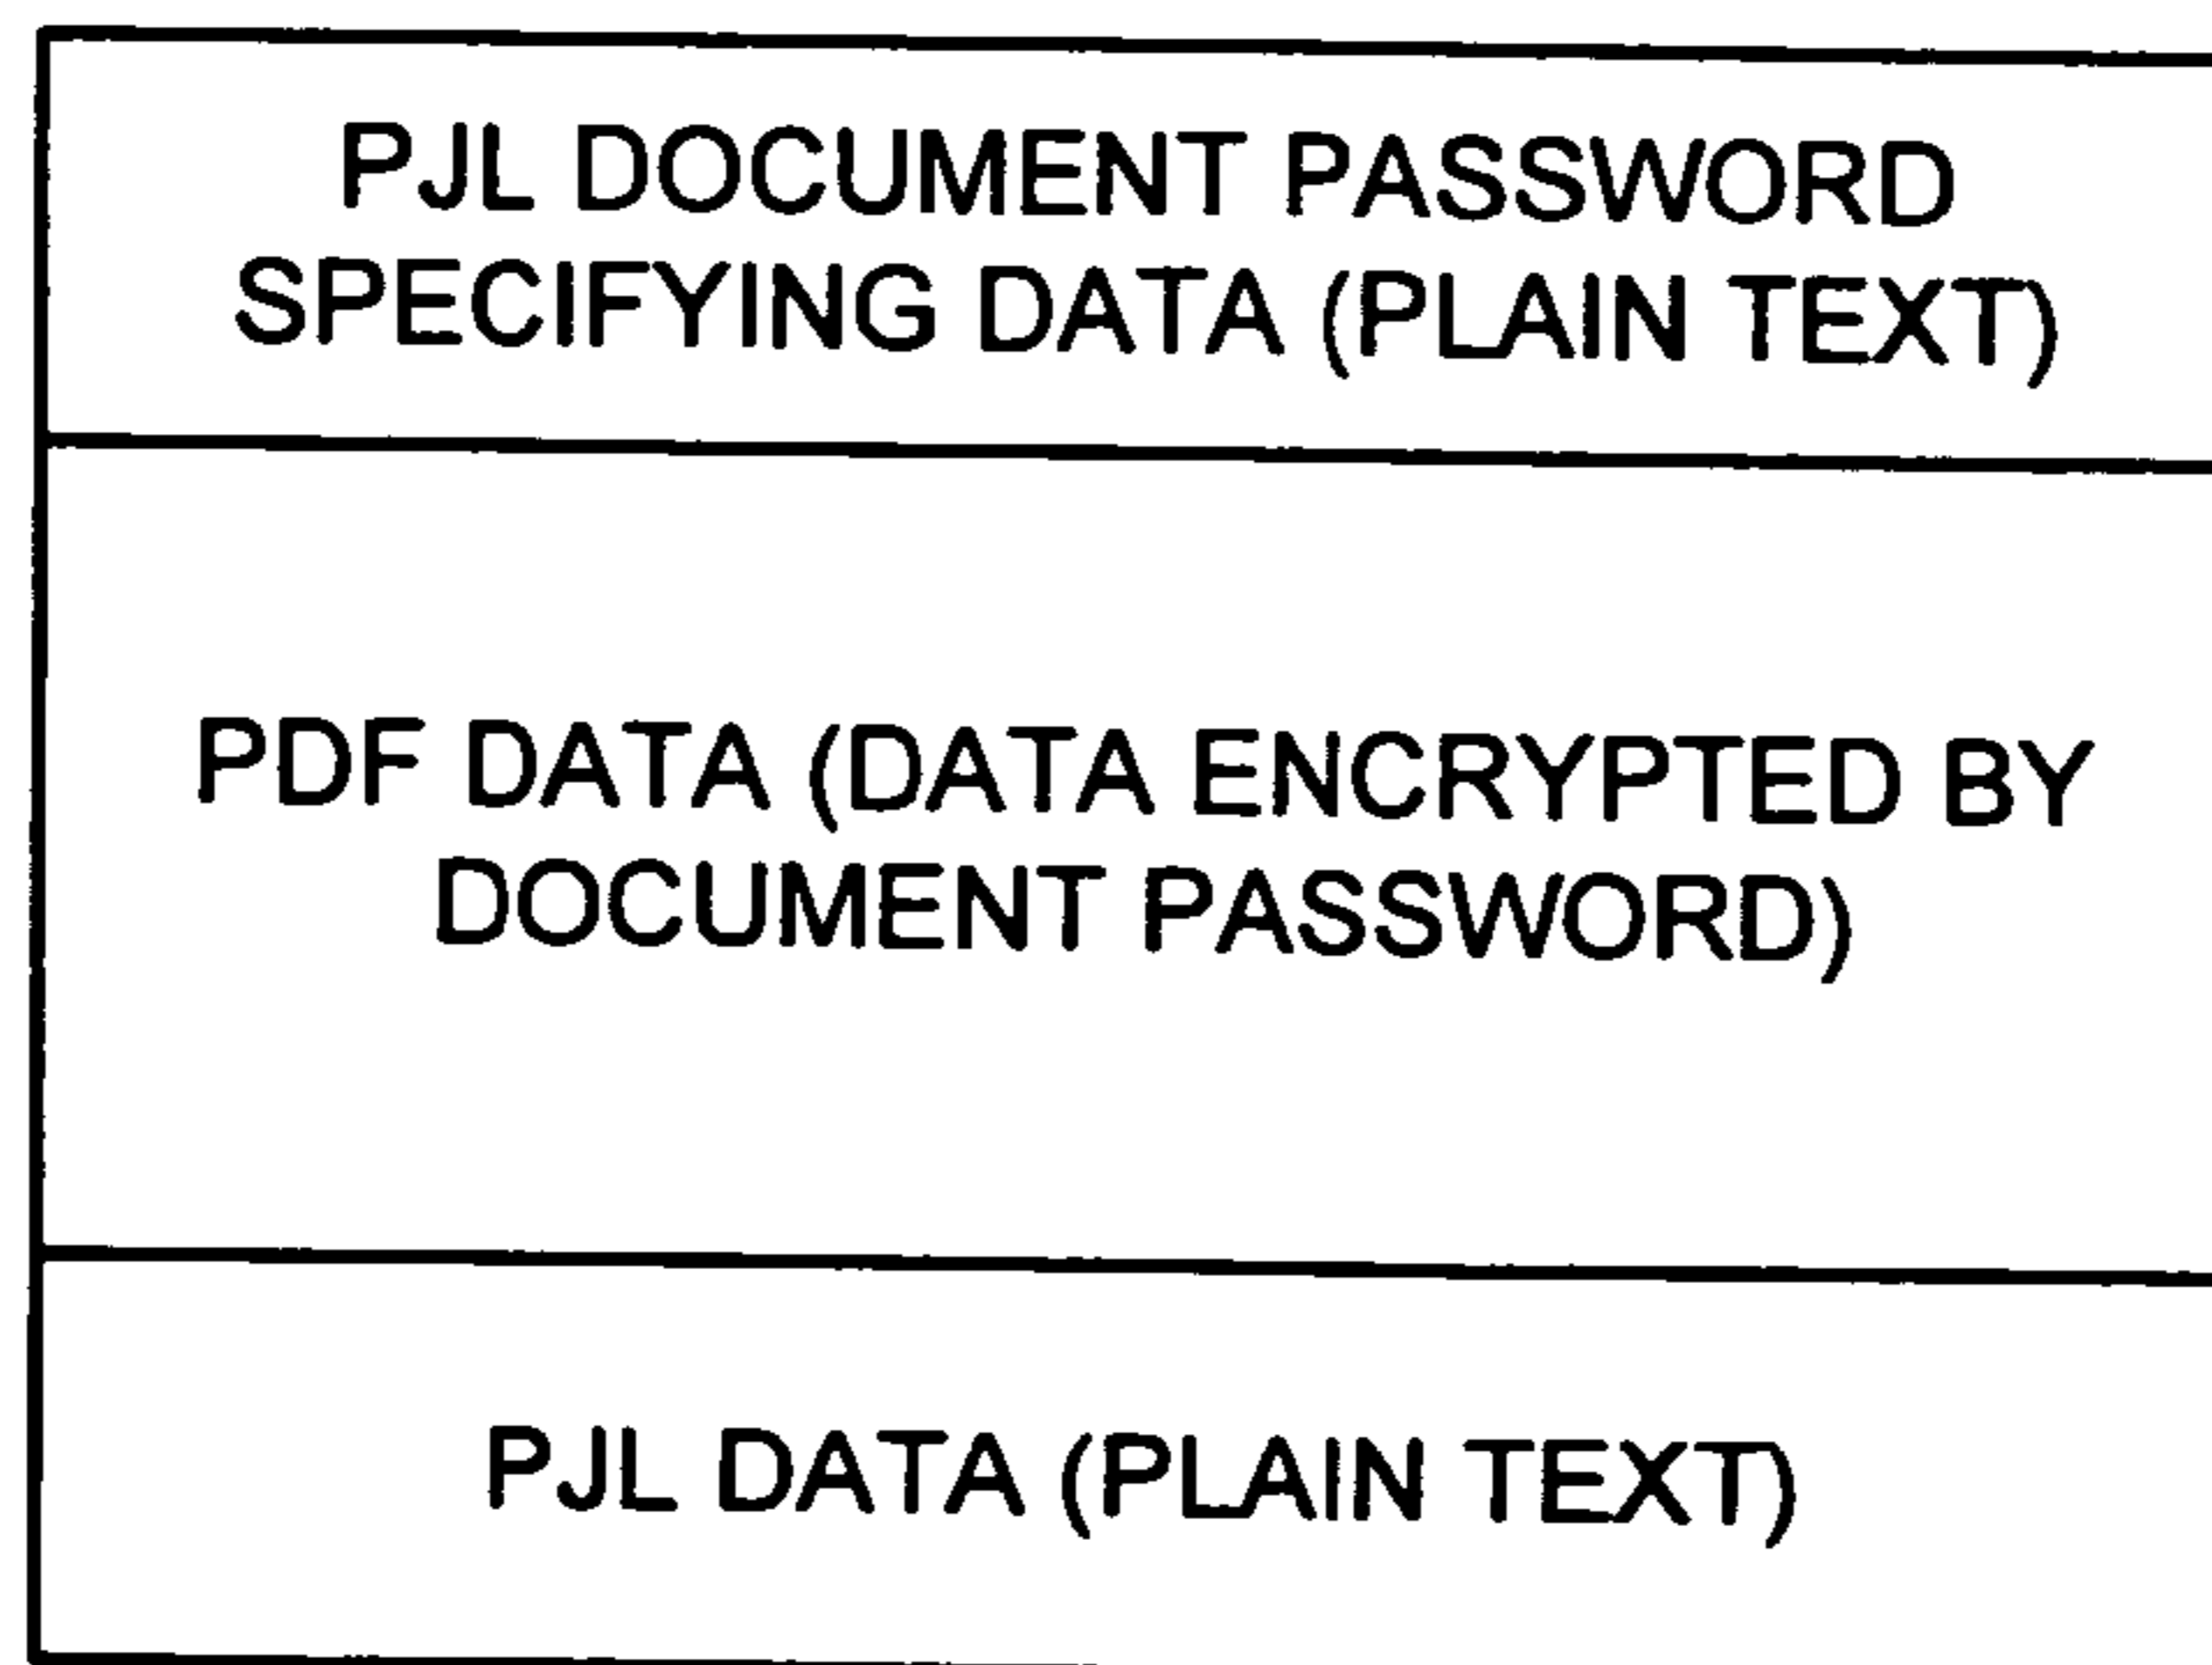 PJL DOCUMENT PASSWORD
SPECIFYING DATA (PLAIN TEXT)
PDF DATA (DATA ENCRYPTED BY
DOCUMENT PASSWORD)
PJL DATA (PLAIN TEXT)